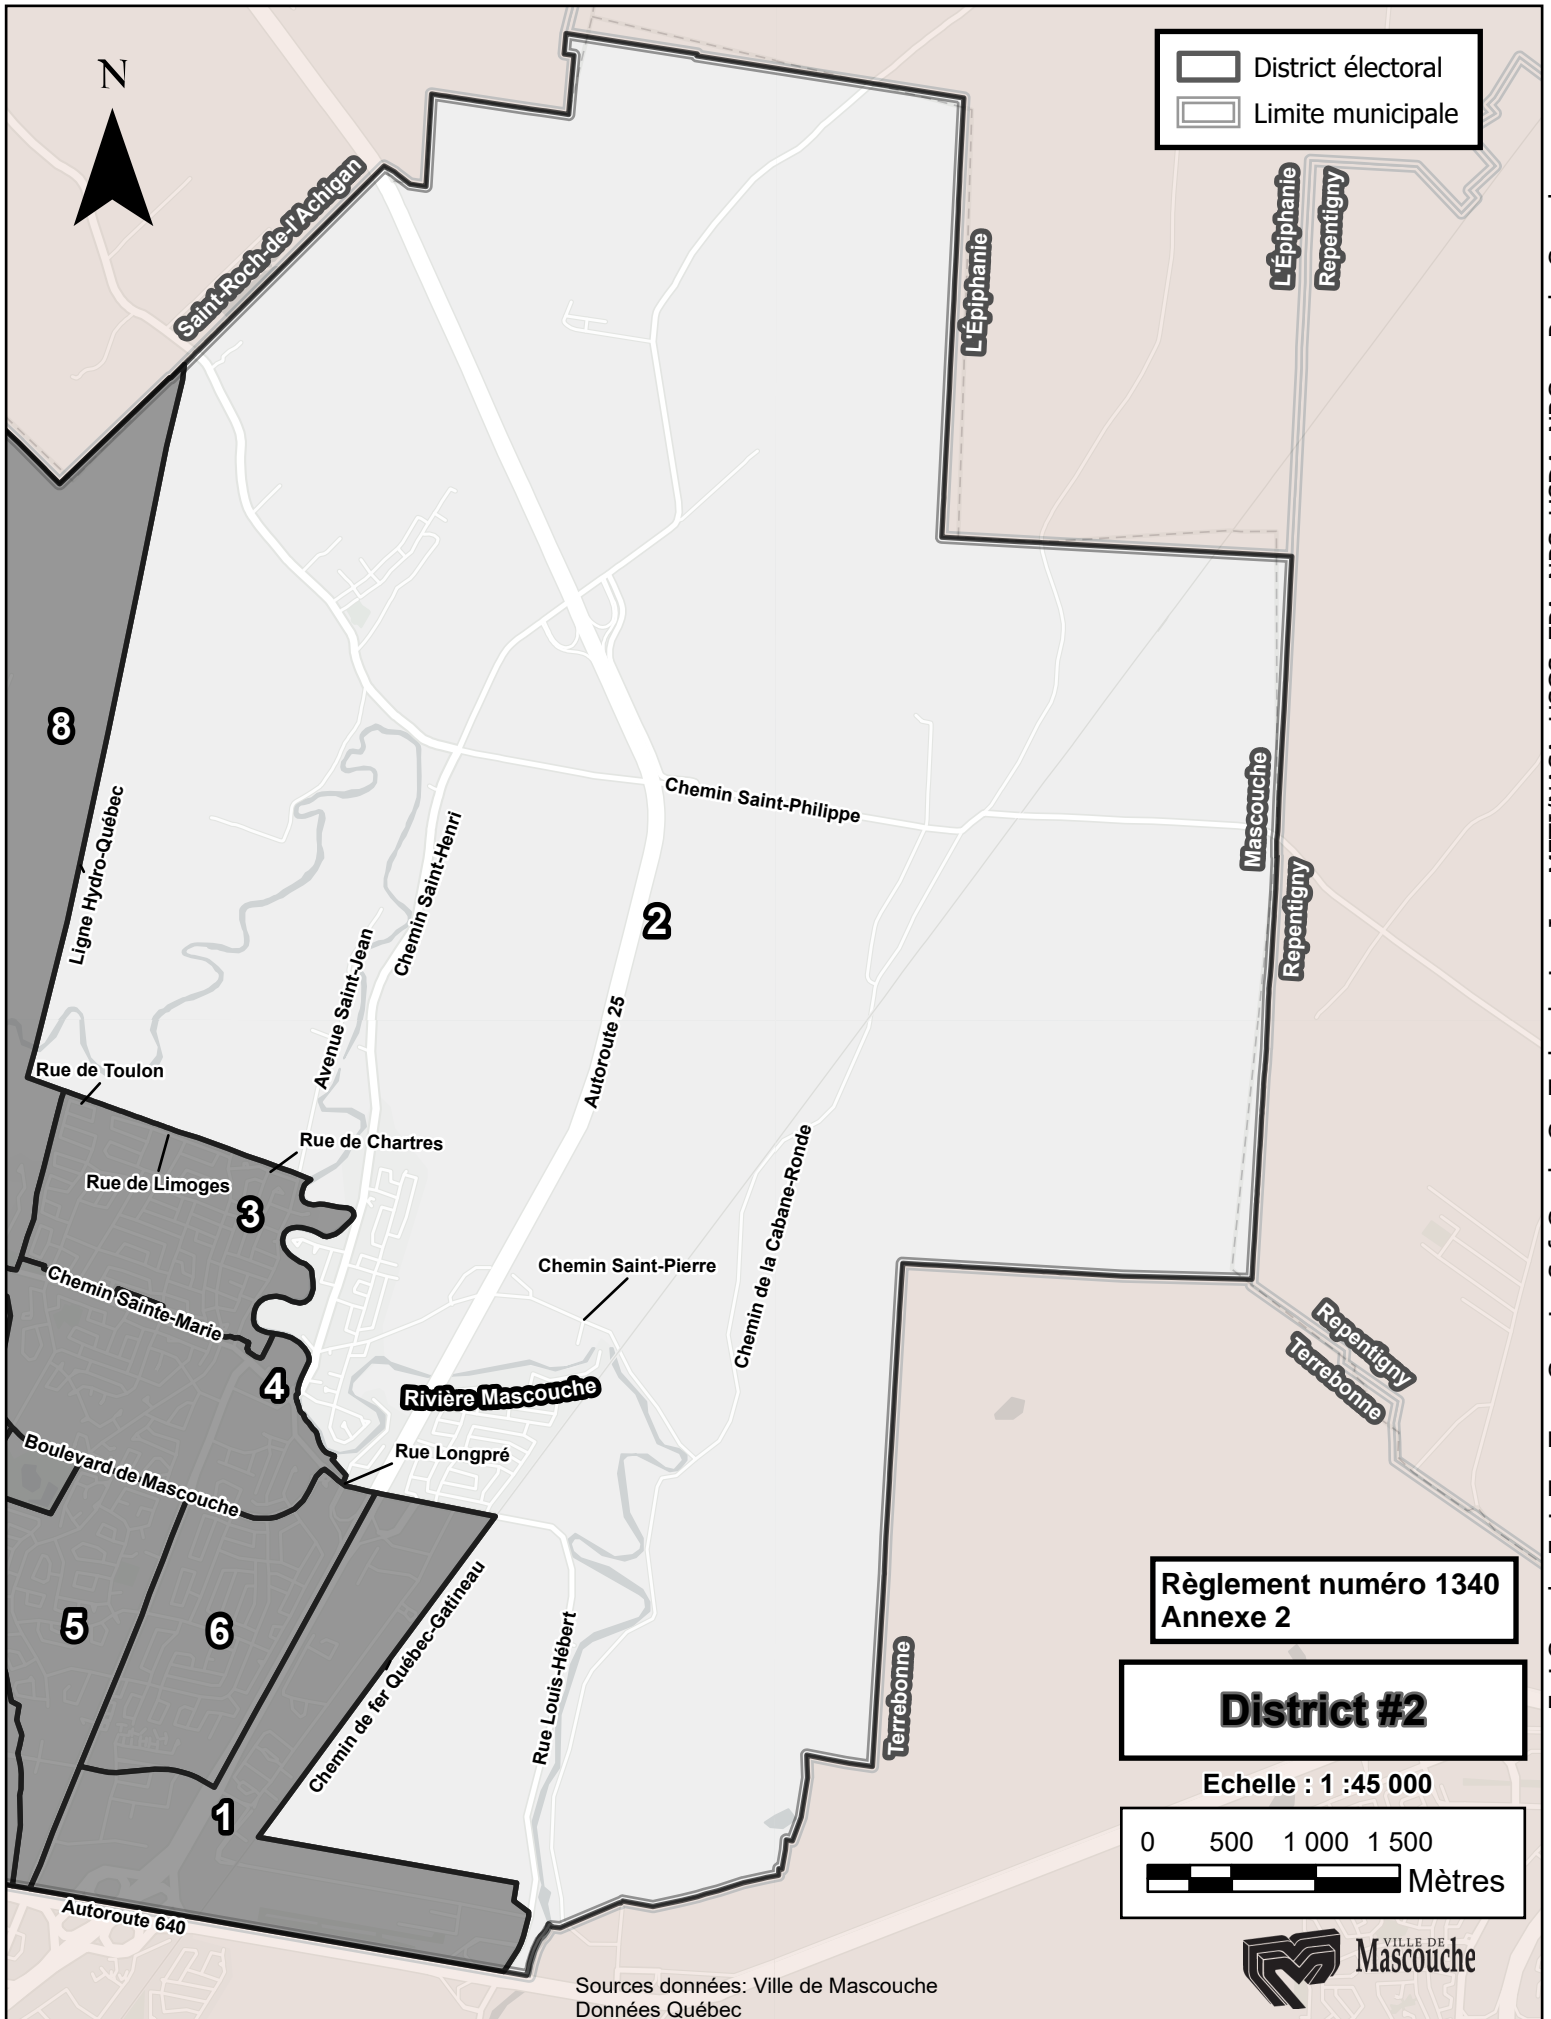 N
District électoral
Limite municipale
Saint-Roch-de-l'Achigan
L'Épiphanie
L'Épiphanie
Repentigny
8
Ligne Hydro-Québec
Chemin Saint-Philippe
Mascouche
Repentigny
Chemin Saint-Henri
2
Avenue Saint-Jean
Autoroute 25
Rue de Toulon
Rue de Chartres
Rue de Limoges
3
Chemin Saint-Pierre
Chemin de la Cabane-Ronde
Chemin Sainte-Marie
4
Rivière Mascouche
Repentigny
Terrebonne
Boulevard de Mascouche
Rue Longpré
5
6
Chemin de fer Québec-Gatineau
Rue Louis-Hébert
Terrebonne
1
Autoroute 640
Règlement numéro 1340
Annexe 2
District #2
Echelle : 1 :45 000
0 500 1 000 1 500
Mètres
VILLE DE
Mascouche
Sources données: Ville de Mascouche
Données Québec